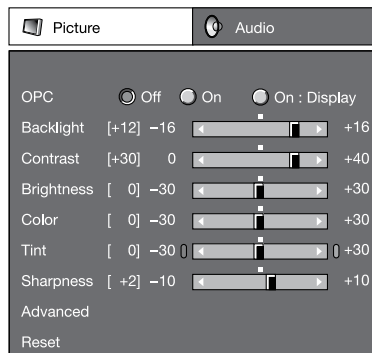 Picture Audio
OPC Off On On : Display
Backlight [+12] −16 +16
Contrast [+30] 0 +40
Brightness [ 0] −30 +30
Color [ 0] −30 +30
Tint [ 0] −30 +30
Sharpness [ +2] −10 +10
Advanced
Reset